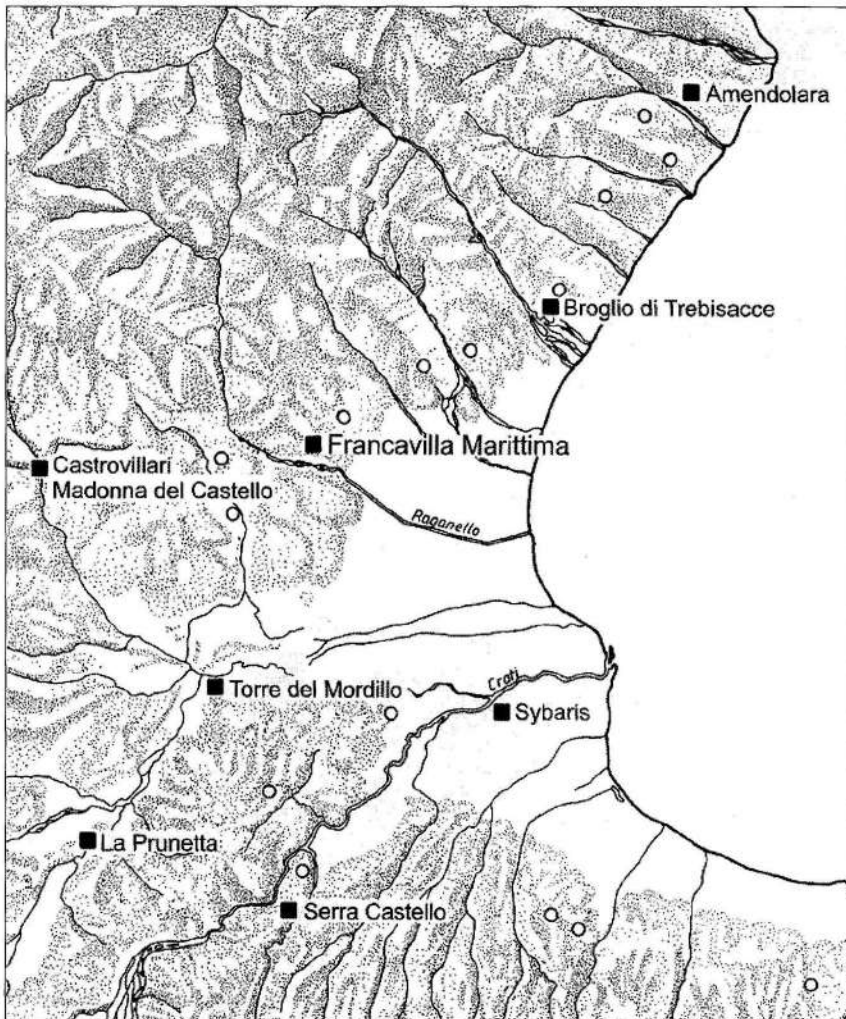 Amendolara
Broglio di Trebisacce
Francavilla Marittima
Castrovillari
Madonna del Castello
Raganello
Torre del Mordillo
Crati
Sybaris
La Prunetta
Serra Castello